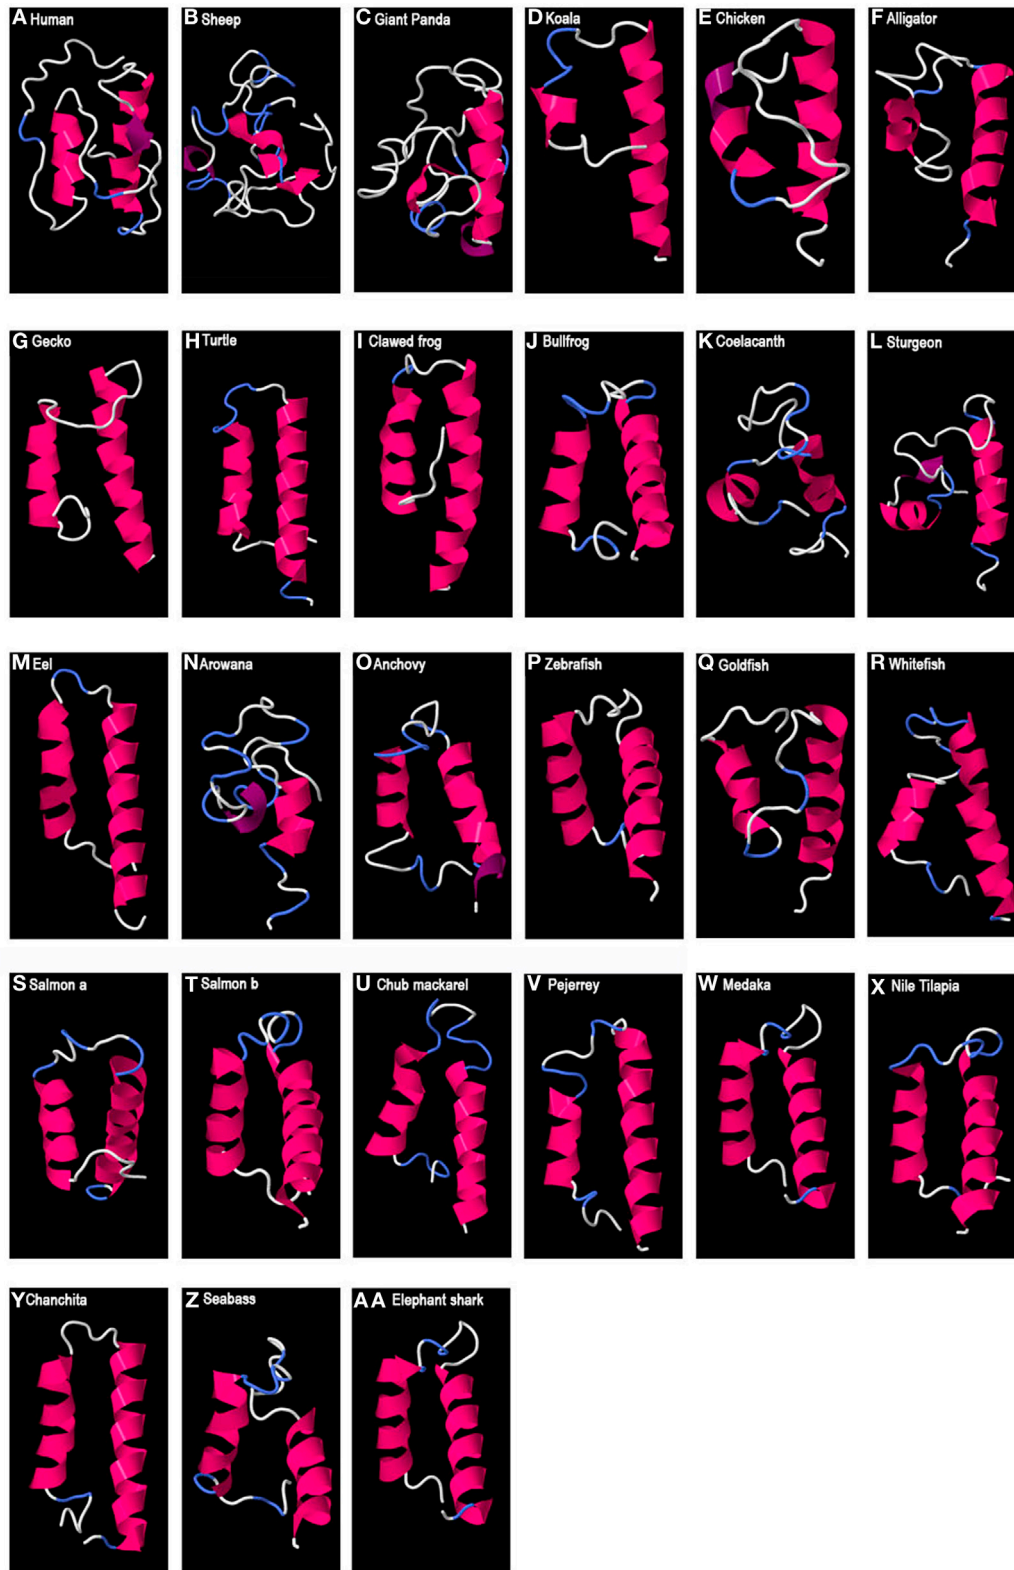 A Human
B Sheep
C Giant Panda
D Koala
E Chicken
F Alligator
G Gecko
H Turtle
I Clawed frog
J Bullfrog
K Coelacanth
L Sturgeon
M Eel
N Arowana
O Anchovy
P Zebrafish
Q Goldfish
R Whitefish
S Salmon a
T Salmon b
U Chub mackarel
V Pejerrey
W Medaka
X Nile Tilapia
Y Chanchita
Z Seabass
AA Elephant shark